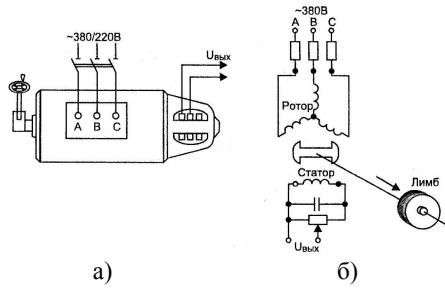 ~380/220В
А В С
Uвых
а)
~380В
А В С
Ротор
Статор
Лимб
Uвых
б)